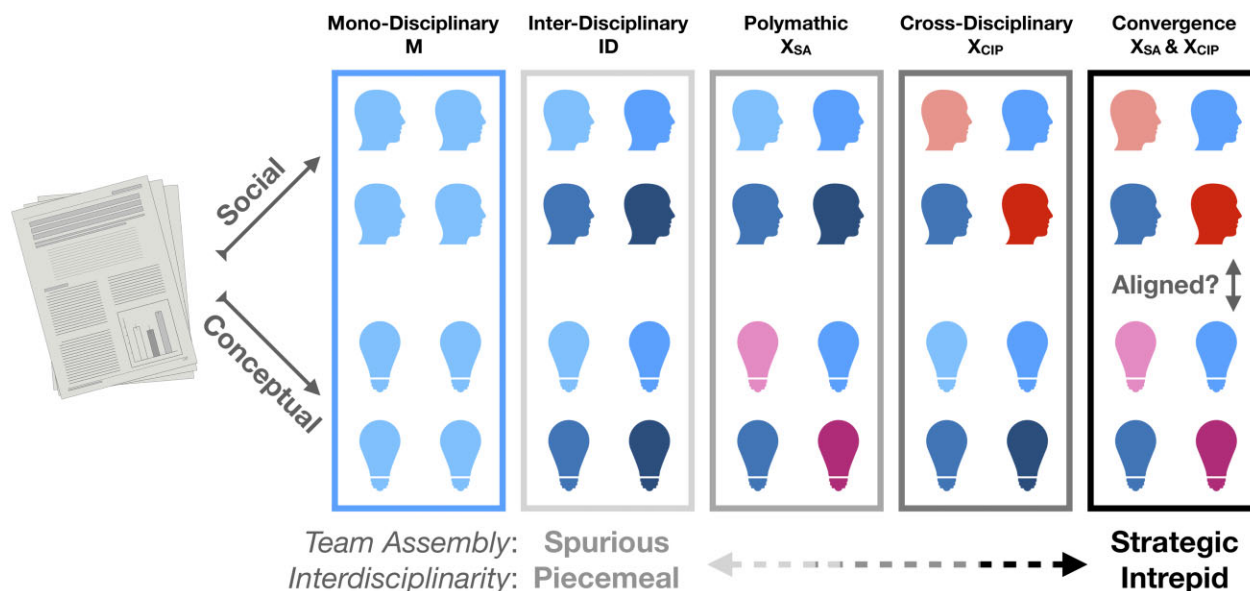 Mono-Disciplinary
M
Inter-Disciplinary
ID
Polymathic
XSA
Cross-Disciplinary
XCIP
Convergence
XSA & XCIP
Social
Conceptual
Aligned?
Team Assembly: Spurious Strategic
Interdisciplinarity: Piecemeal Intrepid